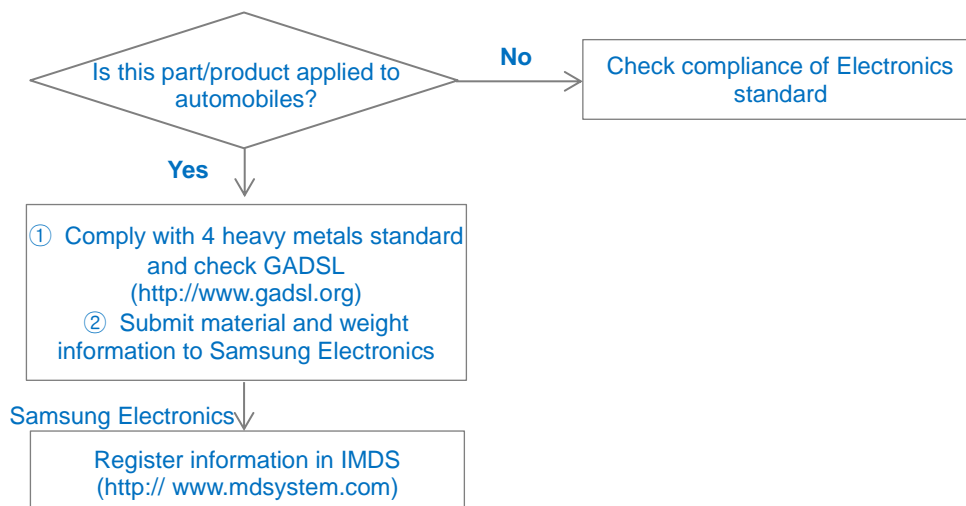 Is this part/product applied to
automobiles?
No
Check compliance of Electronics
standard
Yes
① Comply with 4 heavy metals standard
and check GADSL
(http://www.gadsl.org)
② Submit material and weight
information to Samsung Electronics
Samsung Electronics
Register information in IMDS
(http:// www.mdsystem.com)